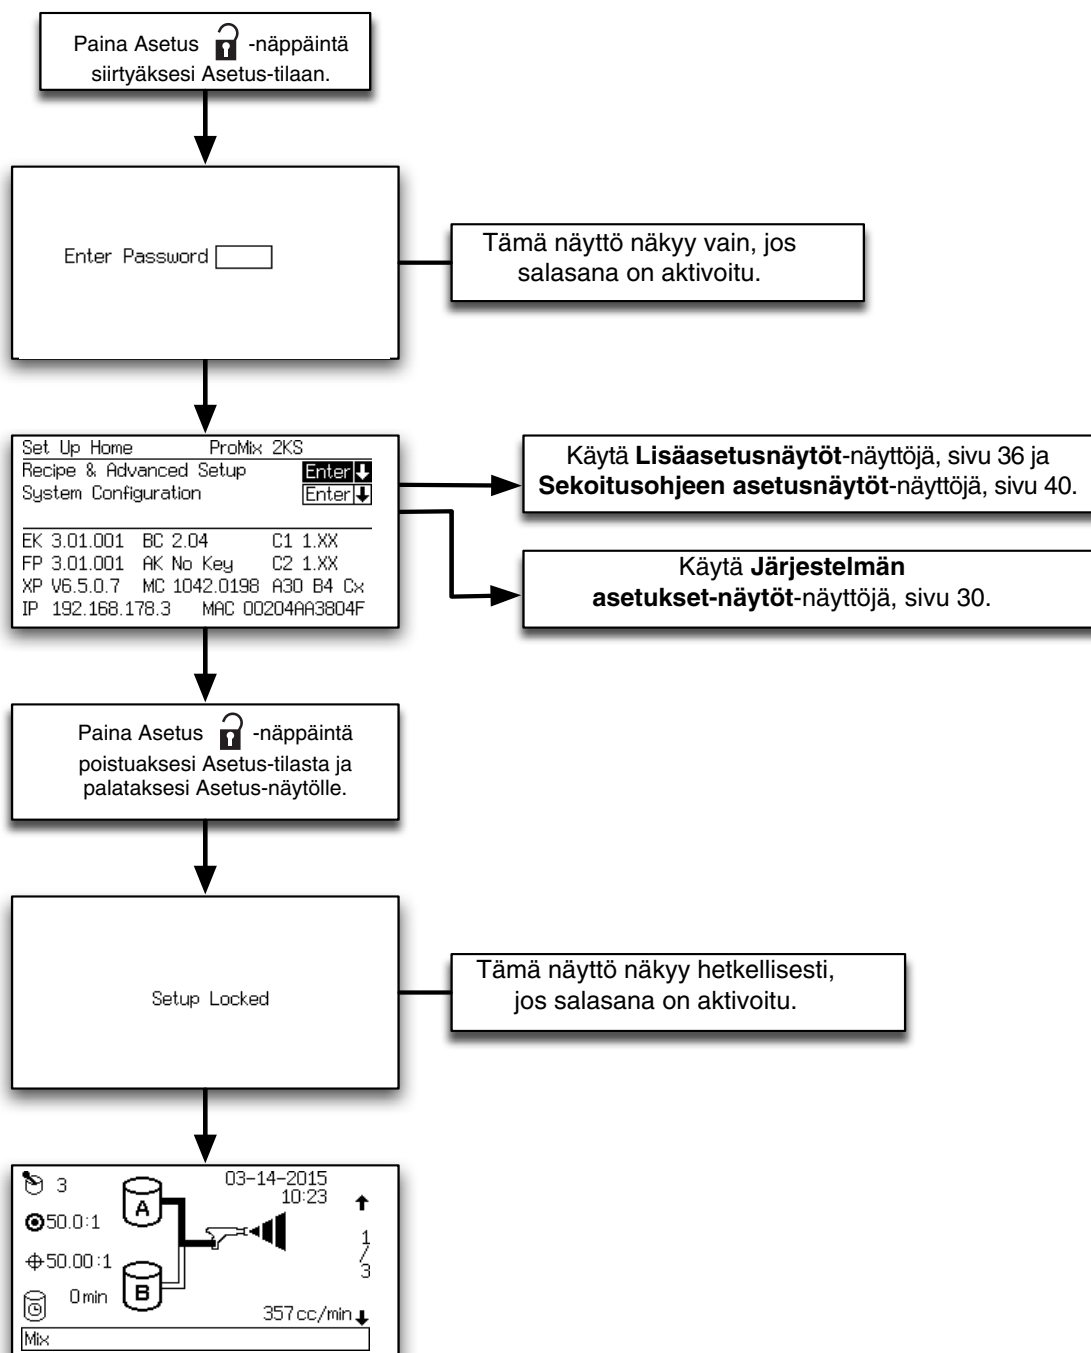 Paina Asetus -näppäintä
siirtyäksesi Asetus-tilaan.
Enter Password
Tämä näyttö näkyy vain, jos
salasana on aktivoitu.
Set Up Home ProMix 2KS
Recipe & Advanced Setup Enter
System Configuration Enter
EK 3.01.001 BC 2.04 C1 1.XX
FP 3.01.001 AK No Key C2 1.XX
XP V6.5.0.7 MC 1042.0198 A30 B4 Cx
IP 192.168.178.3 MAC 00204AA3804F
Käytä Lisäasetusnäytöt-näyttöjä, sivu 36 ja
Sekoitusohjeen asetusnäytöt-näyttöjä, sivu 40.
Käytä Järjestelmän
asetukset-näytöt-näyttöjä, sivu 30.
Paina Asetus -näppäintä
poistuaksesi Asetus-tilasta ja
palataksesi Asetus-näytölle.
Setup Locked
Tämä näyttö näkyy hetkellisesti,
jos salasana on aktivoitu.
3
03-14-2015
10:23
A
50.0:1
1
/
3
50.00:1
0min
B
357cc/min
Mix